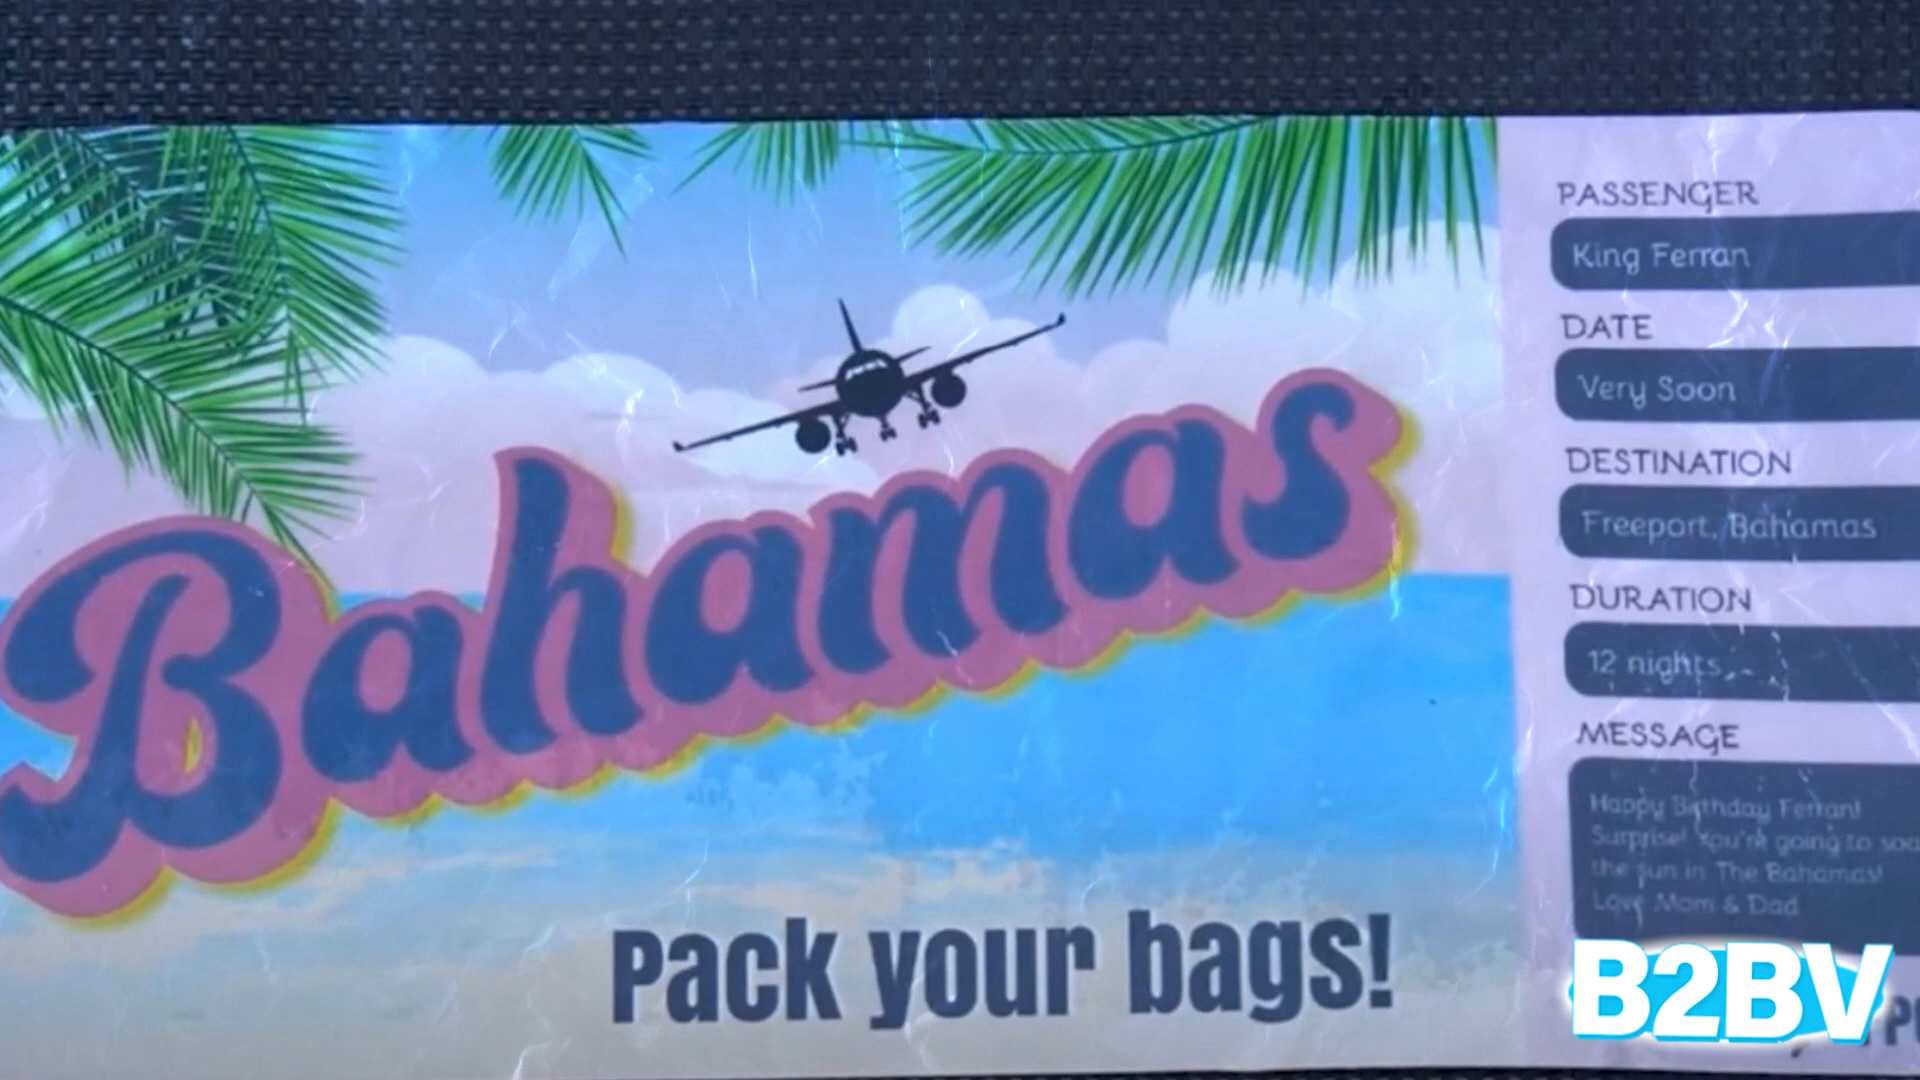 Bahamas
Pack your bags!
PASSENGER
King Ferran
DATE
Very Soon
DESTINATION
Freeport, Bahamas
DURATION
12 nights
MESSAGE
Happy Birthday Ferran!
Surprise! You're going to
the sun in The Bahamas!
Love Mom & Dad
B2BV